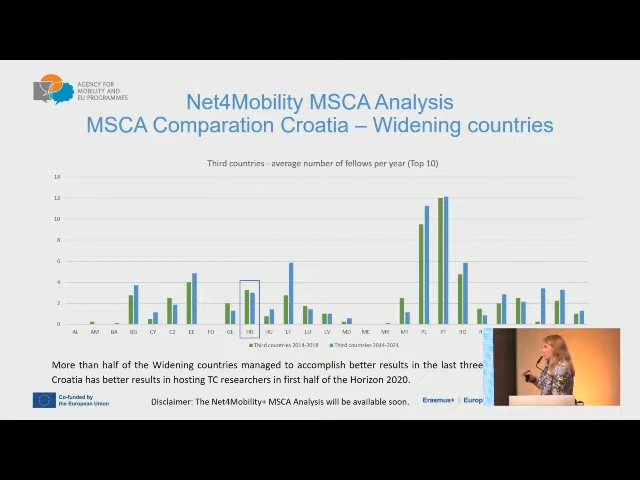 AGENCY FOR
MOBILITY AND
EU PROGRAMMES
Net4Mobility MSCA Analysis
MSCA Comparation Croatia – Widening countries
Third countries - average number of fellows per year (Top 10)
14
12
10
8
6
4
2
0
AL AM BA BG CY CZ EE FO GE HR HU LT LU LV MD ME MK MT PL PT RO
Third countries 2014-2018 Third countries 2014-2021
More than half of the Widening countries managed to accomplish better results in the last three
Croatia has better results in hosting TC researchers in first half of the Horizon 2020.
Co-funded by
the European Union
Disclaimer: The Net4Mobility+ MSCA Analysis will be available soon.
Erasmus+